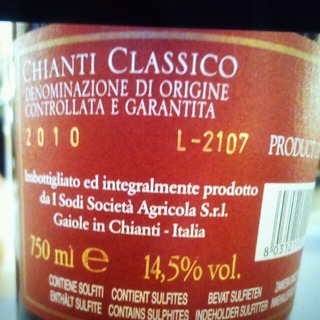 CHIANTI CLASSICO
DENOMINAZIONE DI ORIGINE
CONTROLLATA E GARANTITA
2010 L-2107 PRODUCT
Imbottigliato ed integralmente prodotto
da I Sodi Società Agricola S.r.l.
Gaiole in Chianti - Italia
750 ml e 14,5% vol.
CONTIENE SOLFITI CONTIENT SULFITES BEVAT SULFIETEN
ENTHÄLT SULFITE CONTAINS SULPHITES INDEHOLDER SULFITTER